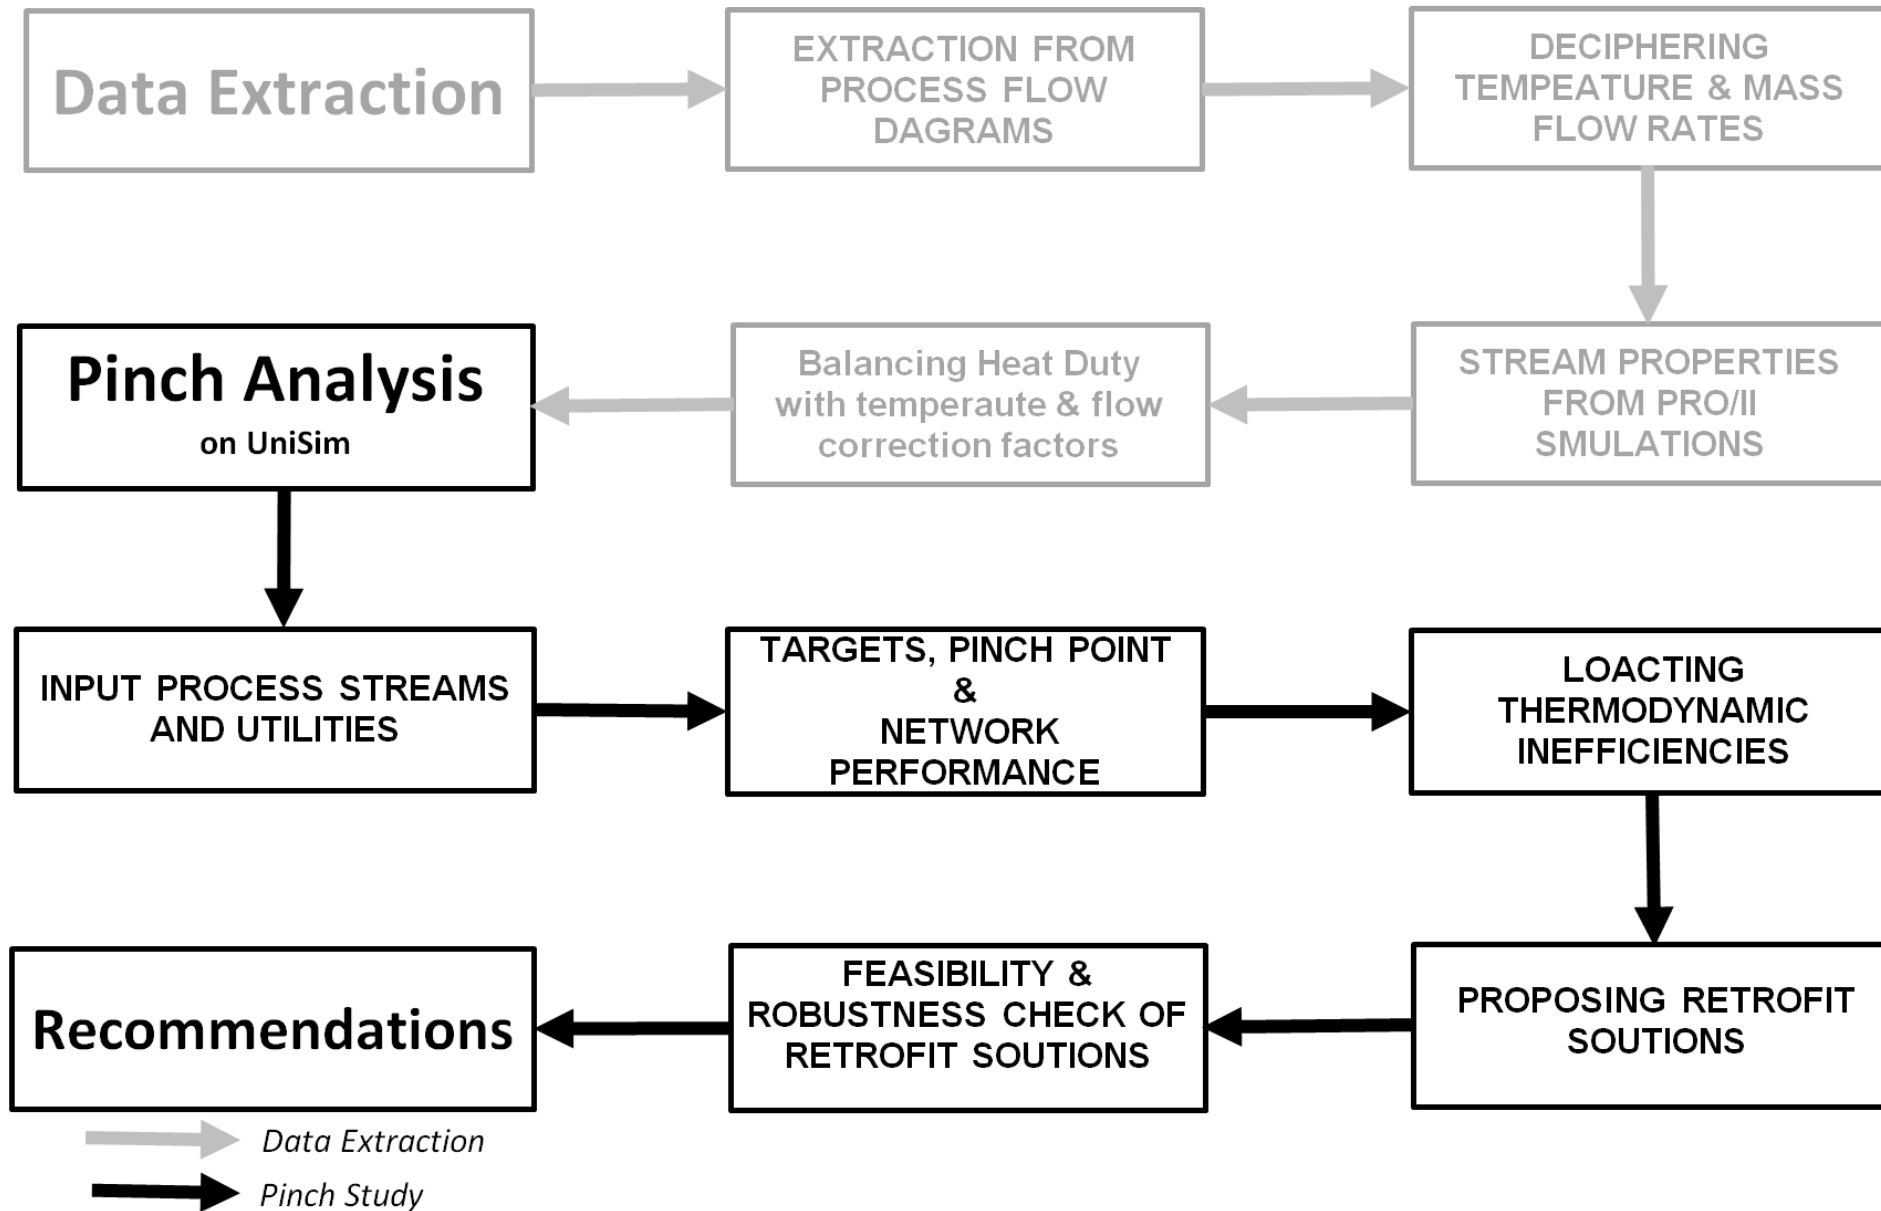 Data Extraction
EXTRACTION FROM
PROCESS FLOW
DAGRAMS
DECIPHERING
TEMPEATURE & MASS
FLOW RATES
Pinch Analysis
on UniSim
Balancing Heat Duty
with temperaute & flow
correction factors
STREAM PROPERTIES
FROM PRO/II
SMULATIONS
INPUT PROCESS STREAMS
AND UTILITIES
TARGETS, PINCH POINT
&
NETWORK
PERFORMANCE
LOACTING
THERMODYNAMIC
INEFFICIENCIES
Recommendations
FEASIBILITY &
ROBUSTNESS CHECK OF
RETROFIT SOUTIONS
PROPOSING RETROFIT
SOUTIONS
Data Extraction
Pinch Study